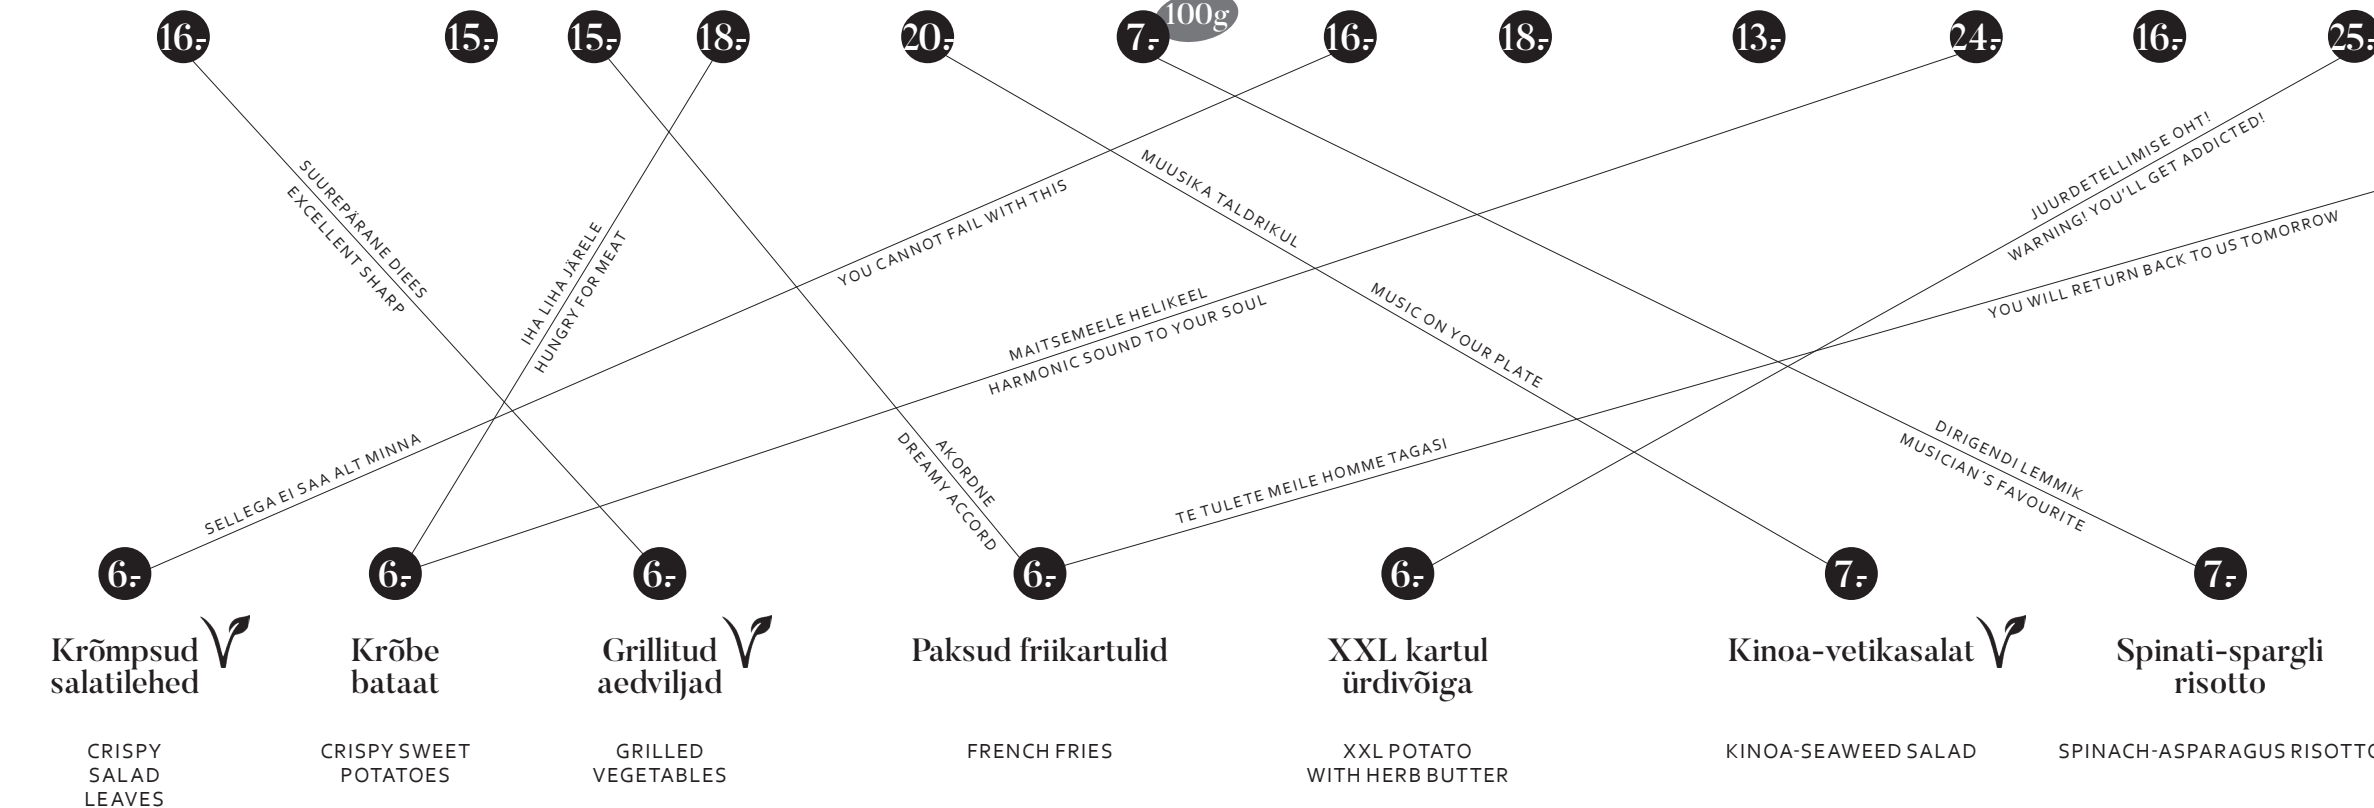 100g
16.- 15.- 15.- 18.- 20.- 7.- 16.- 18.- 13.- 24.- 16.- 25.-
SUUREPÄRANE DIEES
EXCELLENT SHARP
IHA LIHA JÄRELE
HUNGRY FOR MEAT
SELLEGA EI SAA ALT MINNA
YOU CANNOT FAIL WITH THIS
AKORDNE
DREAMY ACCORD
MAITSEMEELE HELIKEEL
HARMONIC SOUND TO YOUR SOUL
MUUSIKA TALDRIKUL
MUSIC ON YOUR PLATE
TE TULETE MEILE HOMME TAGASI
YOU WILL RETURN BACK TO US TOMORROW
JUURDETELLIMISE OHT!
WARNING! YOU'LL GET ADDICTED!
DIRIGENDI LEMMIK
MUSICIAN'S FAVOURITE
6.- 6.- 6.- 6.- 6.- 7.- 7.-
Krõmpsud
salatilehed
CRISPY
SALAD
LEAVES
Krõbe
bataat
CRISPY SWEET
POTATOES
Grillitud
aedviljad
GRILLED
VEGETABLES
Paksud friikartulid
FRENCH FRIES
XXL kartul
ürdivõiga
XXL POTATO
WITH HERB BUTTER
Kinoa-vetikasalat
KINOA-SEAWEED SALAD
Spinati-spargli
risotto
SPINACH-ASPARAGUS RISOTTO